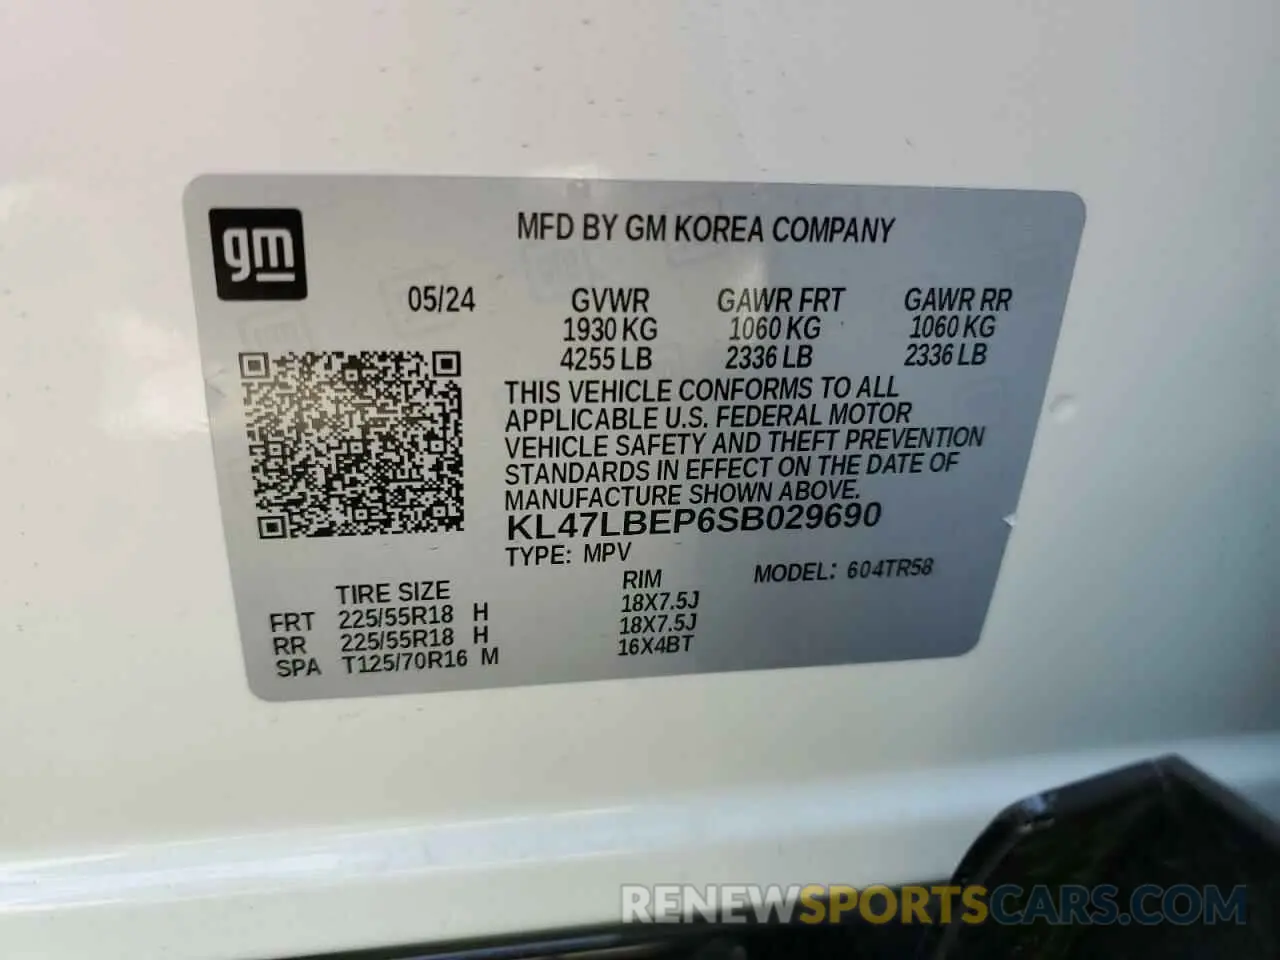 gm
MFD BY GM KOREA COMPANY
05/24 GVWR GAWR FRT GAWR RR
1930 KG 1060 KG 1060 KG
4255 LB 2336 LB 2336 LB
THIS VEHICLE CONFORMS TO ALL
APPLICABLE U.S. FEDERAL MOTOR
VEHICLE SAFETY AND THEFT PREVENTION
STANDARDS IN EFFECT ON THE DATE OF
MANUFACTURE SHOWN ABOVE.
KL47LBEP6SB029690
TYPE: MPV MODEL: 604TR58
TIRE SIZE RIM
FRT 225/55R18 H 18X7.5J
RR 225/55R18 H 18X7.5J
SPA T125/70R16 M 16X4BT
RENEWSPORTSCARS.COM